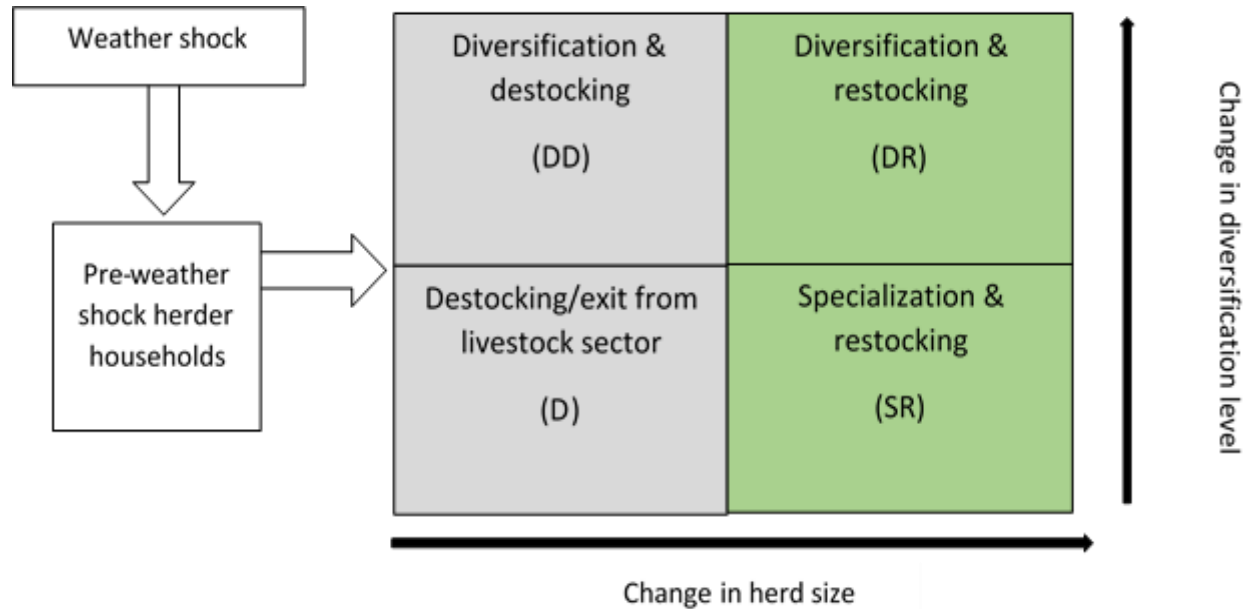 Weather shock
Pre-weather
shock herder
households
Diversification &
destocking
(DD)
Diversification &
restocking
(DR)
Destocking/exit from
livestock sector
(D)
Specialization &
restocking
(SR)
Change in diversification level
Change in herd size